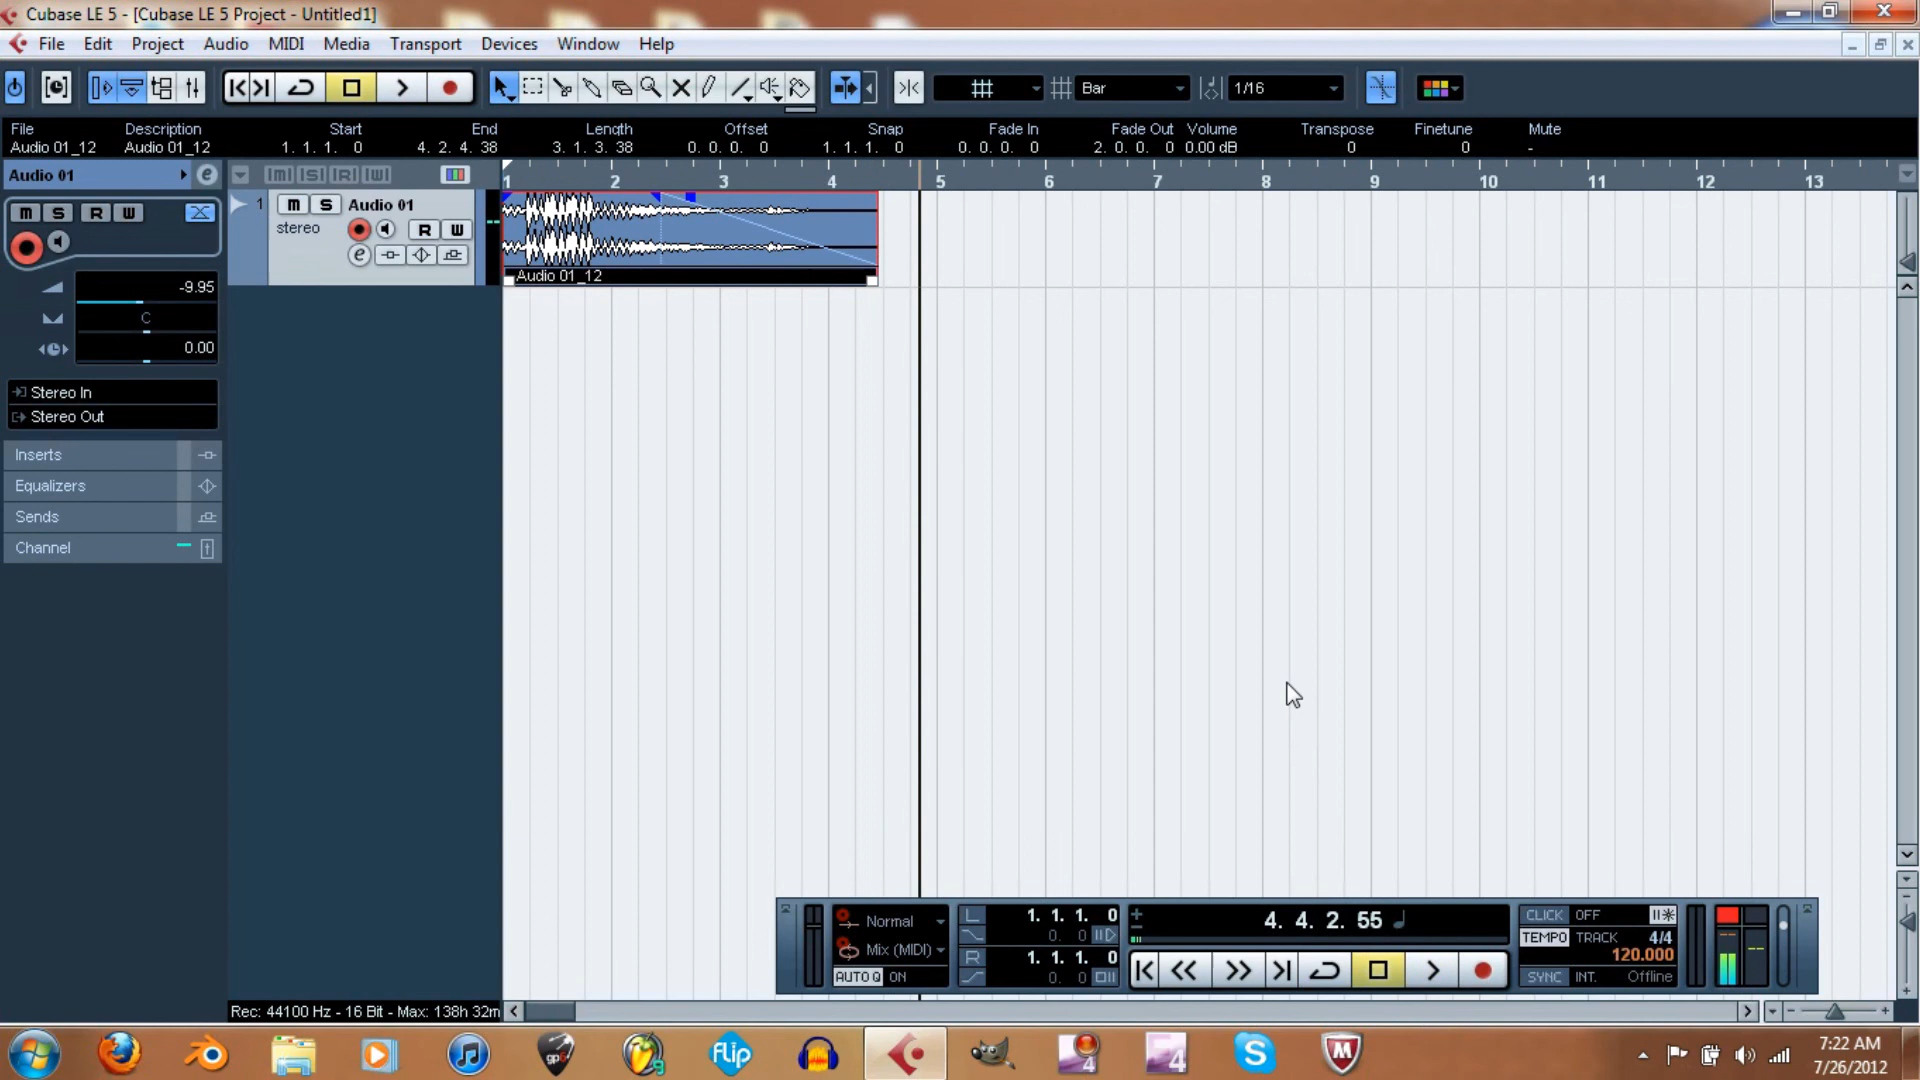 Cubase LE 5 - [Cubase LE 5 Project - Untitled1]
File Edit Project Audio MIDI Media Transport Devices Window Help
Bar 1/16
File Description Start End Length Offset Snap Fade In Fade Out Volume Transpose Finetune Mute
Audio 01_12 Audio 01_12 1. 1. 1. 0 4. 2. 4. 38 3. 1. 3. 38 0. 0. 0. 0 1. 1. 1. 0 0. 0. 0. 0 2. 0. 0. 0 0.00 dB 0 0 -
Audio 01 e M S R W
1 2 3 4 5 6 7 8 9 10 11 12 13
1 M S Audio 01
M S R W
stereo R W
e
Audio 01_12
-9.95
C
0.00
Stereo In
Stereo Out
Inserts
Equalizers
Sends
Channel
Normal L 1. 1. 1. 0 4. 4. 2. 55 CLICK OFF
0. 0 TEMPO TRACK 4/4
Mix (MIDI) R 1. 1. 1. 0 120.000
AUTO Q ON 0. 0 SYNC INT. Offline
Rec: 44100 Hz - 16 Bit - Max: 138h 32m
gp6 g FLIP 4 4 S M
7:22 AM
7/26/2012